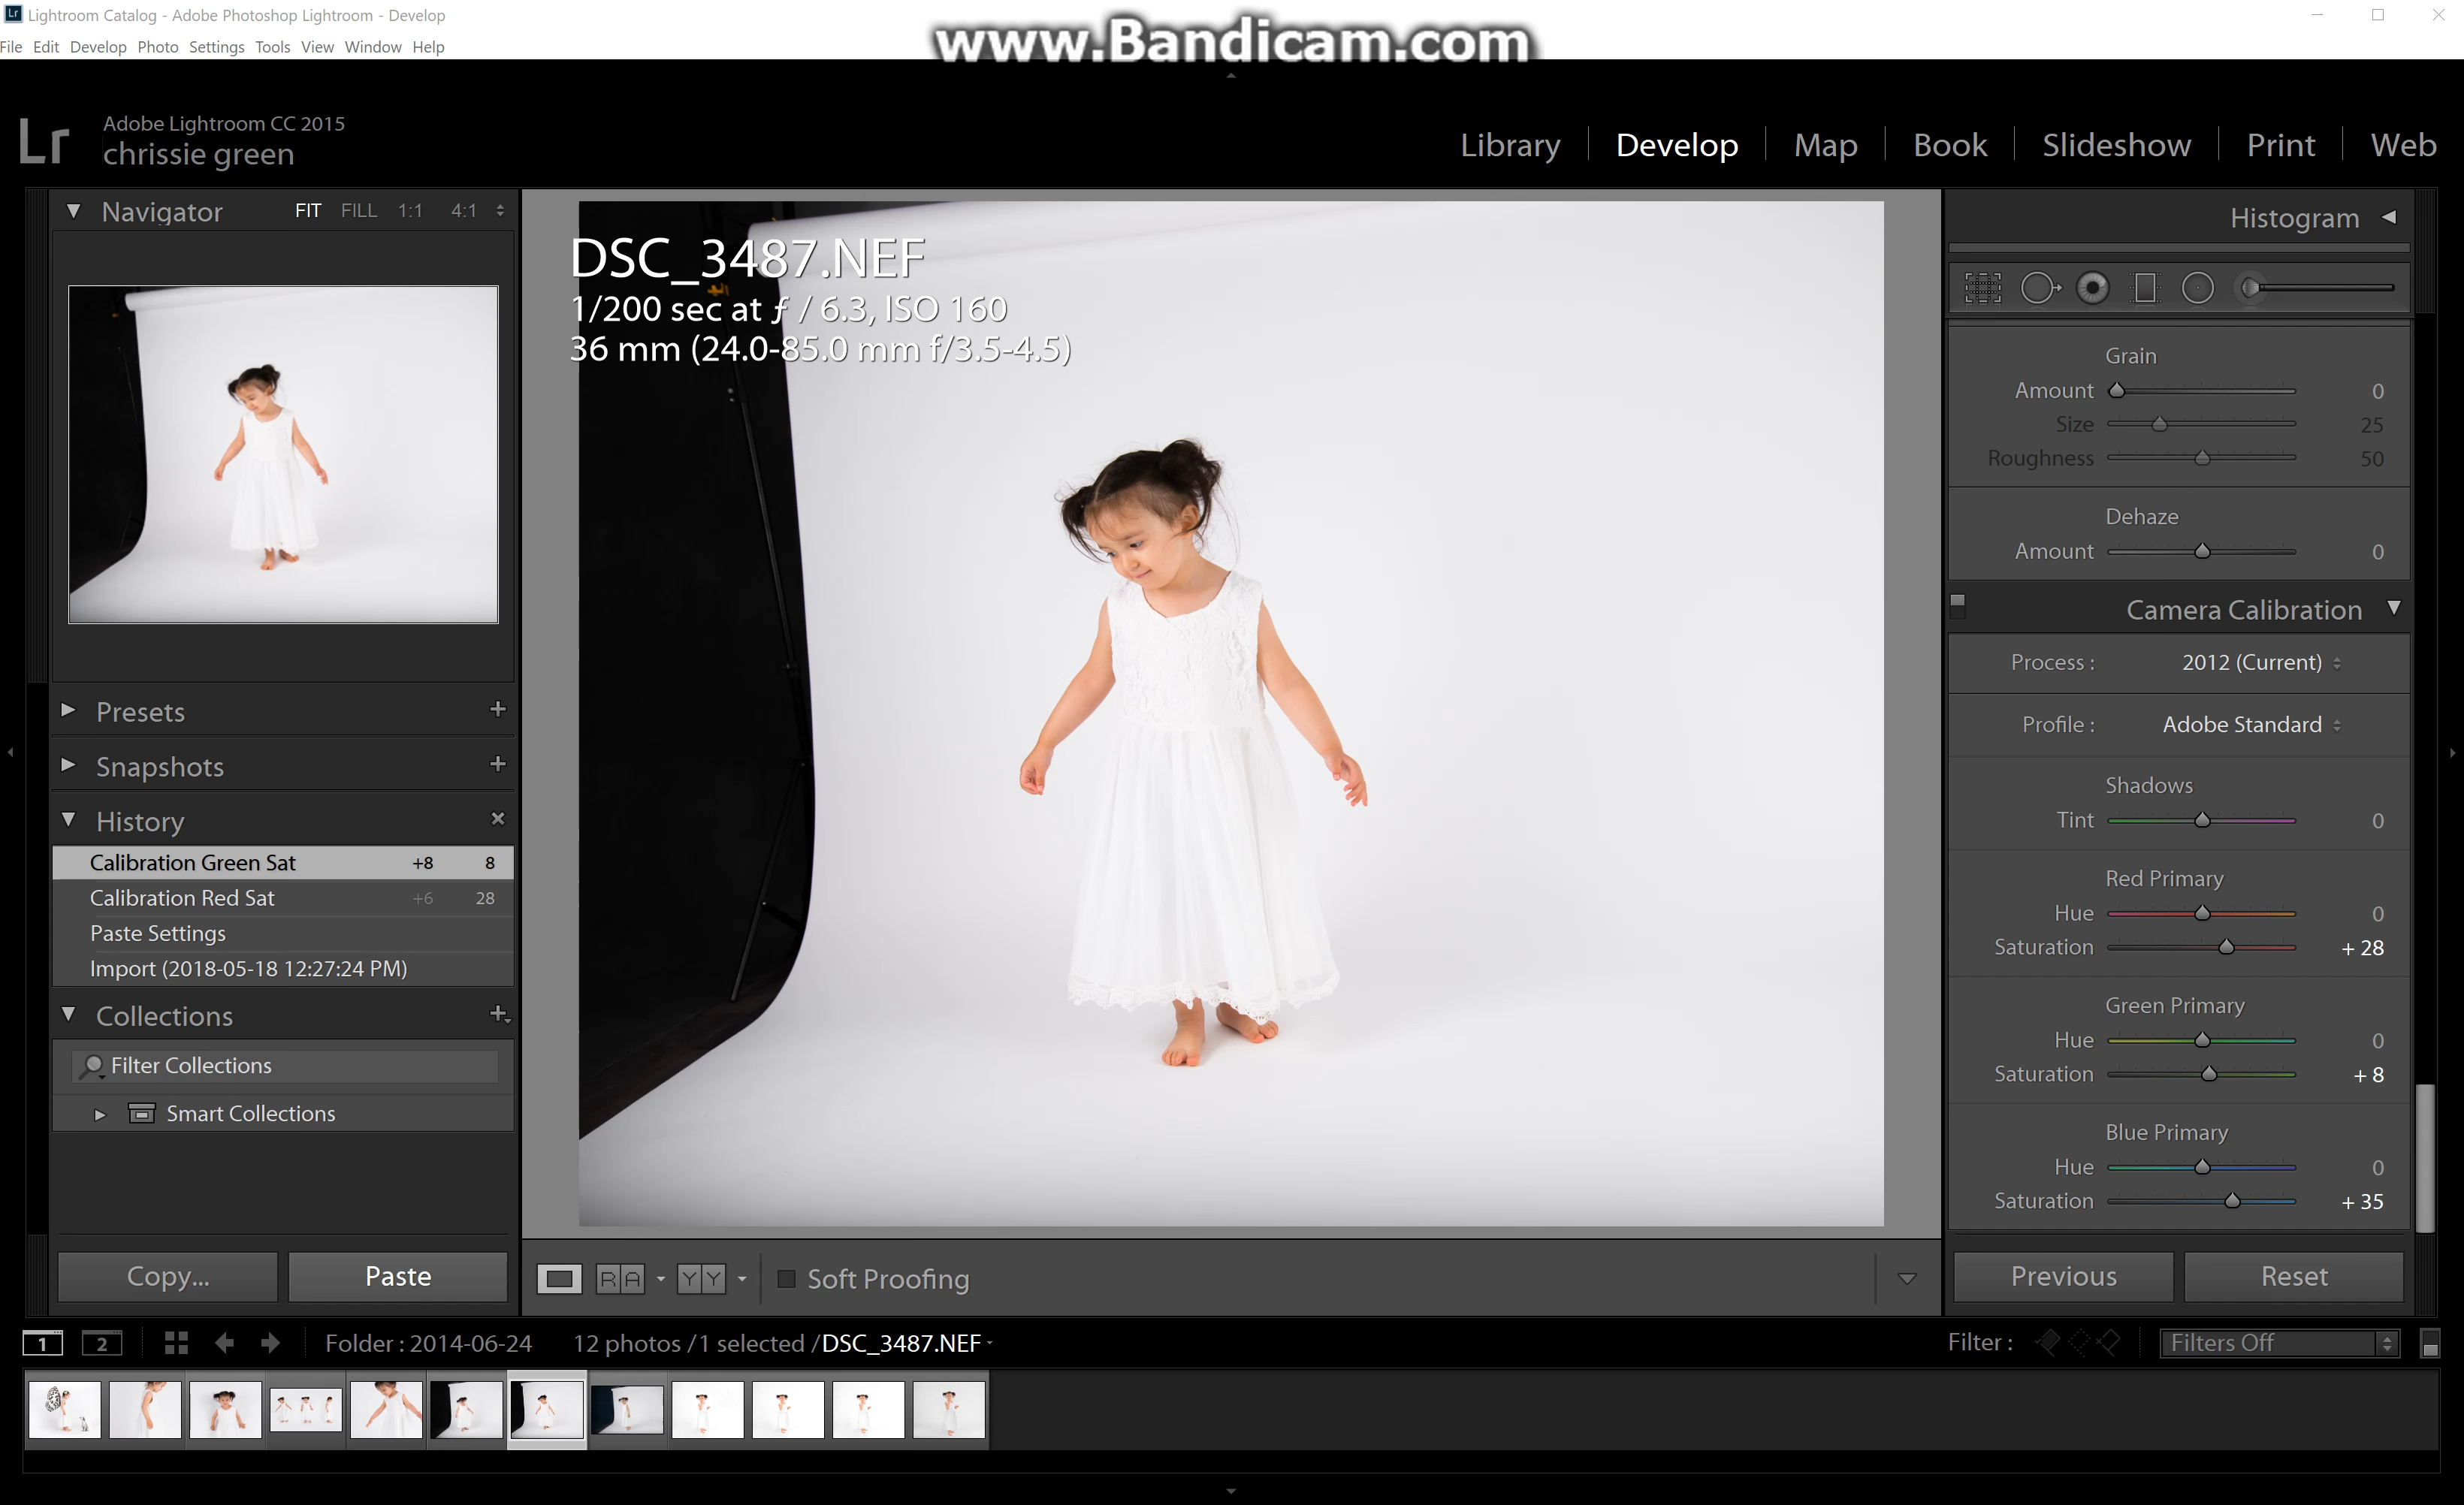 Lr Lightroom Catalog - Adobe Photoshop Lightroom - Develop
www.Bandicam.com
File Edit Develop Photo Settings Tools View Window Help
Lr
Adobe Lightroom CC 2015
chrissie green
Library Develop Map Book Slideshow Print Web
Navigator FIT FILL 1:1 4:1
Presets
Snapshots
History
Calibration Green Sat +8 8
Calibration Red Sat +6 28
Paste Settings
Import (2018-05-18 12:27:24 PM)
Collections
Filter Collections
Smart Collections
Copy... Paste
DSC_3487.NEF
1/200 sec at ƒ / 6.3, ISO 160
36 mm (24.0-85.0 mm f/3.5-4.5)
R A Y Y Soft Proofing
Histogram
Grain
Amount 0
Size 25
Roughness 50
Dehaze
Amount 0
Camera Calibration
Process : 2012 (Current)
Profile : Adobe Standard
Shadows
Tint 0
Red Primary
Hue 0
Saturation + 28
Green Primary
Hue 0
Saturation + 8
Blue Primary
Hue 0
Saturation + 35
Previous Reset
1 2 Folder : 2014-06-24 12 photos /1 selected /DSC_3487.NEF
Filter : Filters Off